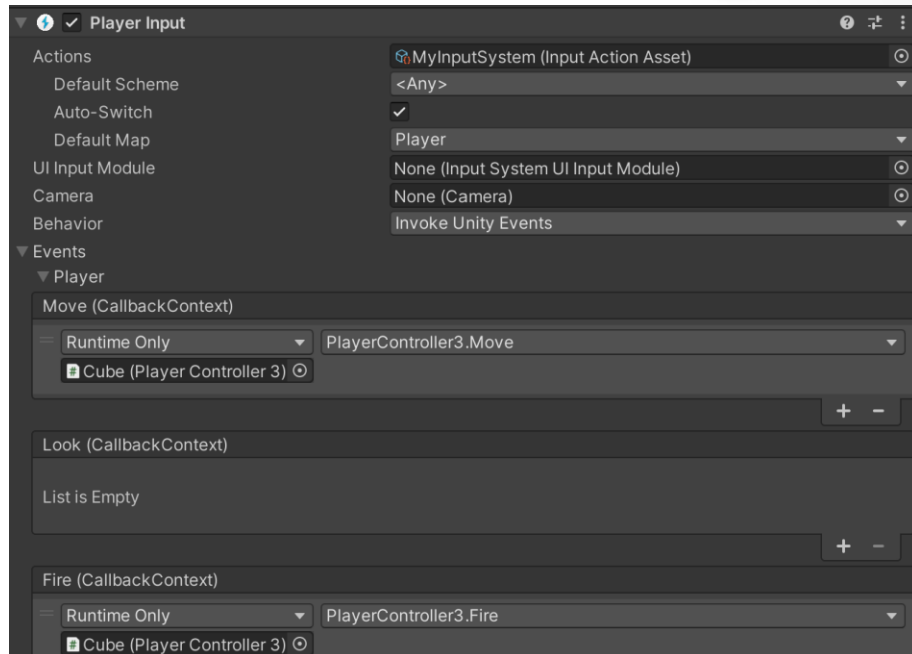 Player Input
Actions MyInputSystem (Input Action Asset)
Default Scheme <Any>
Auto-Switch
Default Map Player
UI Input Module None (Input System UI Input Module)
Camera None (Camera)
Behavior Invoke Unity Events
Events
Player
Move (CallbackContext)
Runtime Only PlayerController3.Move
Cube (Player Controller 3)
+ −
Look (CallbackContext)
List is Empty
+ −
Fire (CallbackContext)
Runtime Only PlayerController3.Fire
Cube (Player Controller 3)